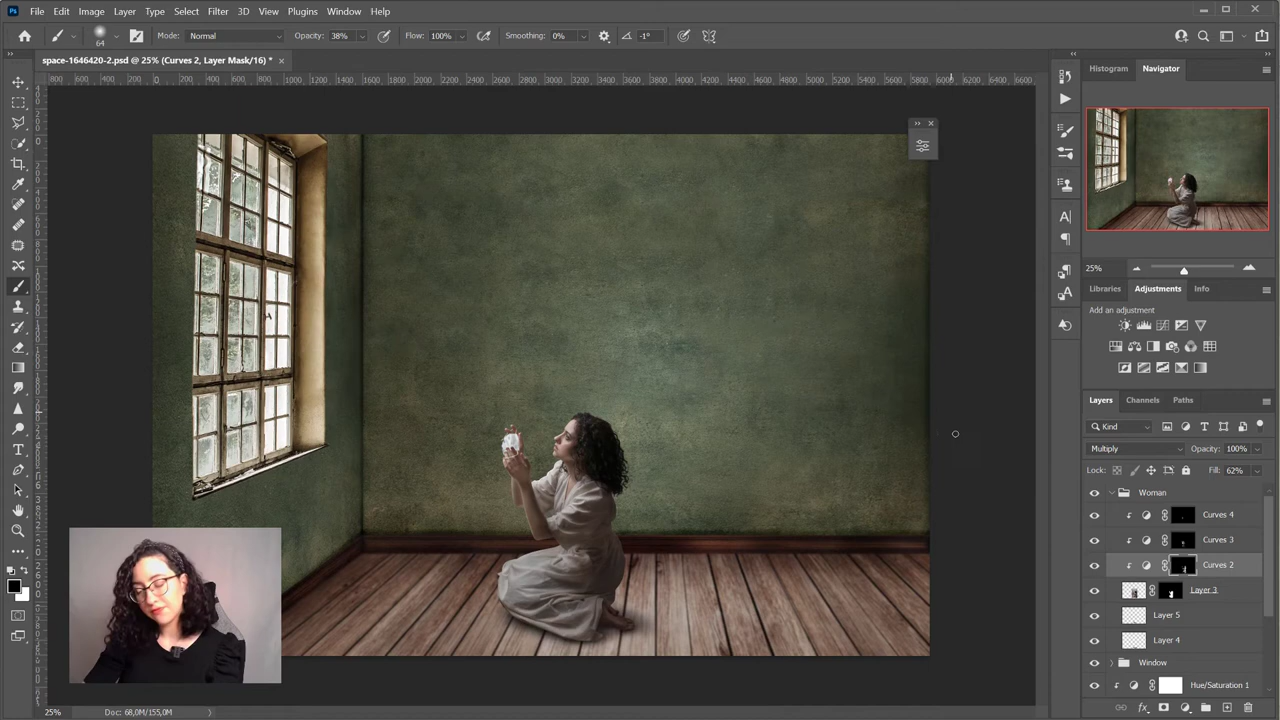 Ps File Edit Image Layer Type Select Filter 3D View Plugins Window Help
64 Mode: Normal Opacity: 38% Flow: 100% Smoothing: 0% -1°
space-1646420-2.psd @ 25% (Curves 2, Layer Mask/16) *
Histogram Navigator
25%
Libraries Adjustments Info
Add an adjustment
Layers Channels Paths
Kind
Multiply Opacity: 100%
Lock: Fill: 62%
Woman
Curves 4
Curves 3
Curves 2
Layer 3
Layer 5
Layer 4
Window
Hue/Saturation 1
25% Doc: 68,0M/155,0M